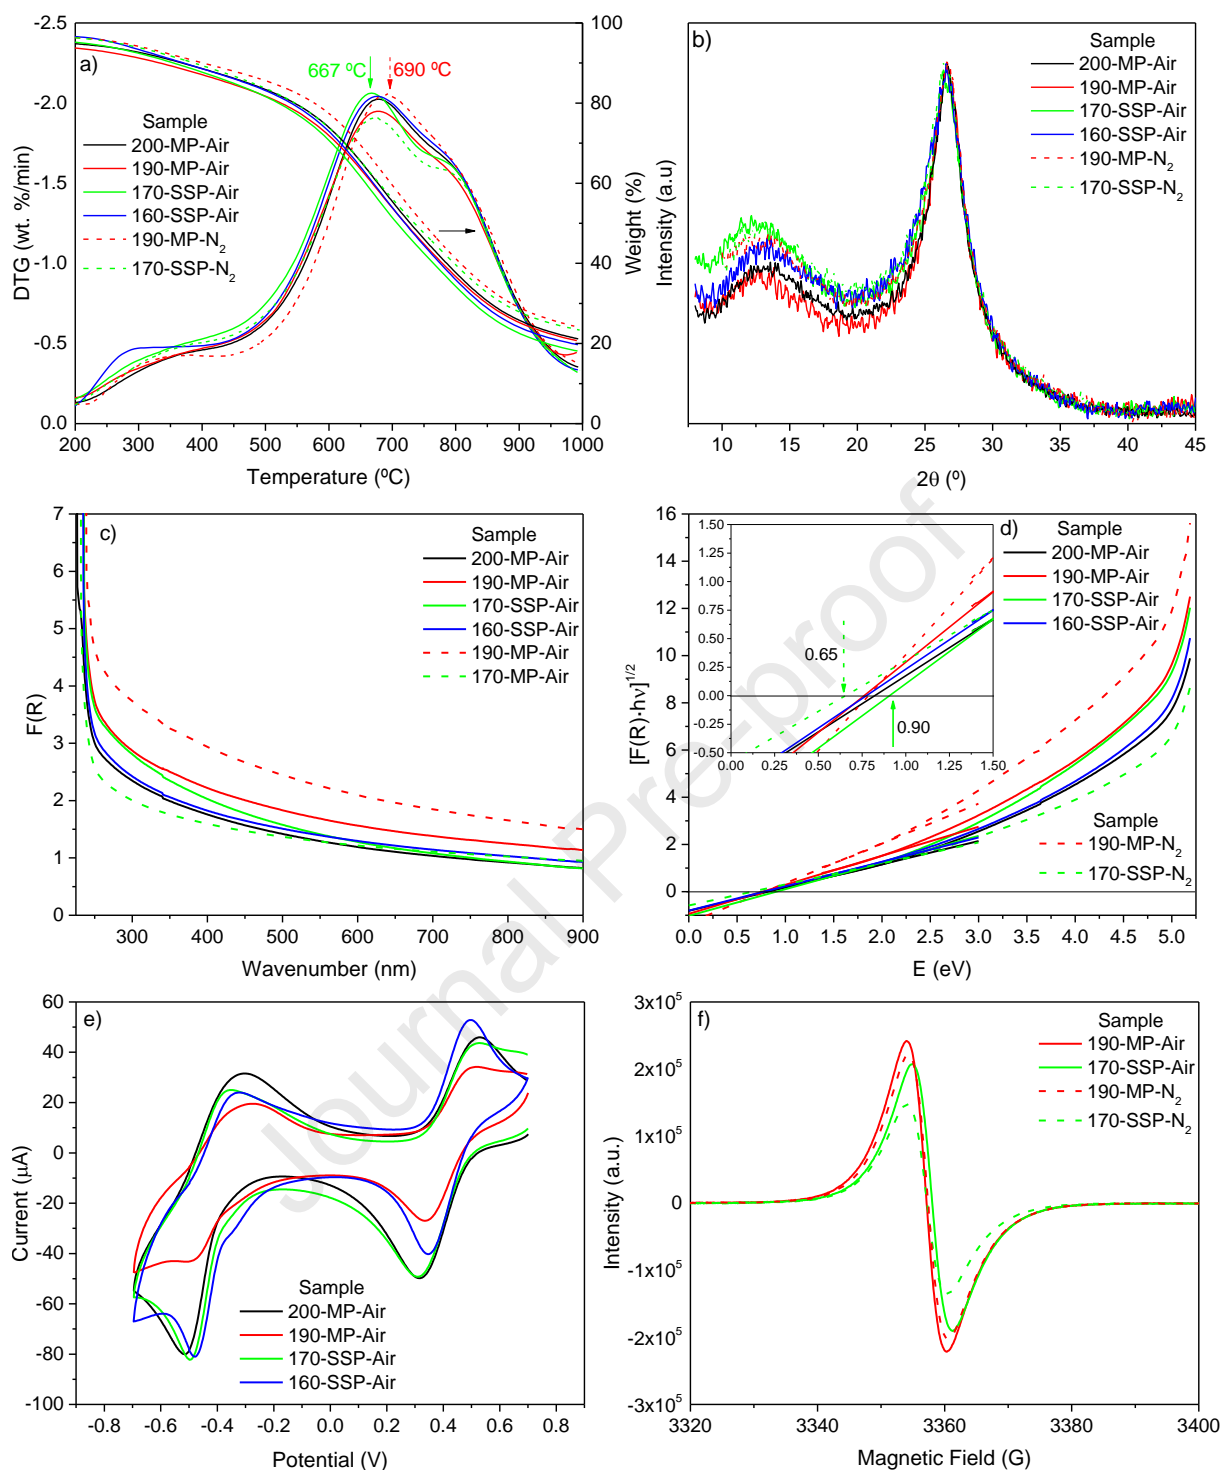 a)
667 ºC
690 ºC
Sample
200-MP-Air
190-MP-Air
170-SSP-Air
160-SSP-Air
190-MP-N2
170-SSP-N2
-2.5
-2.0
-1.5
-1.0
-0.5
0.0
DTG (wt. %/min)
100
80
60
40
20
0
Weight (%)
200 300 400 500 600 700 800 900 1000
Temperature (ºC)
b)
Sample
200-MP-Air
190-MP-Air
170-SSP-Air
160-SSP-Air
190-MP-N2
170-SSP-N2
Intensity (a.u)
10 15 20 25 30 35 40 45
2θ (º)
c)
Sample
200-MP-Air
190-MP-Air
170-SSP-Air
160-SSP-Air
190-MP-Air
170-MP-Air
7
6
5
4
3
2
1
0
F(R)
300 400 500 600 700 800 900
Wavenumber (nm)
d)
Sample
200-MP-Air
190-MP-Air
170-SSP-Air
160-SSP-Air
16
14
12
10
8
6
4
2
0
[F(R)·hν]1/2
1.50
1.25
1.00
0.75
0.50
0.25
0.00
-0.25
-0.50
0.65
0.90
0.00 0.25 0.50 0.75 1.00 1.25 1.50
Sample
190-MP-N2
170-SSP-N2
0.0 0.5 1.0 1.5 2.0 2.5 3.0 3.5 4.0 4.5 5.0
E (eV)
e)
60
40
20
0
-20
-40
-60
-80
-100
Current (µA)
Sample
200-MP-Air
190-MP-Air
170-SSP-Air
160-SSP-Air
-0.8 -0.6 -0.4 -0.2 0.0 0.2 0.4 0.6 0.8
Potential (V)
f)
Sample
190-MP-Air
170-SSP-Air
190-MP-N2
170-SSP-N2
3x105
2x105
1x105
0
-1x105
-2x105
-3x105
Intensity (a.u.)
3320 3340 3360 3380 3400
Magnetic Field (G)
Journal Pre-proof